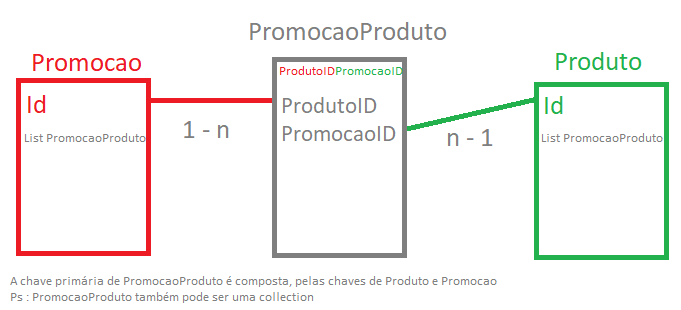 PromocaoProduto
Promocao
Produto
ProdutoIDPromocaoID
Id
ProdutoID
Id
List PromocaoProduto
PromocaoID
List PromocaoProduto
1 - n
n - 1
A chave primária de PromocaoProduto é composta, pelas chaves de Produto e Promocao
Ps : PromocaoProduto também pode ser uma collection